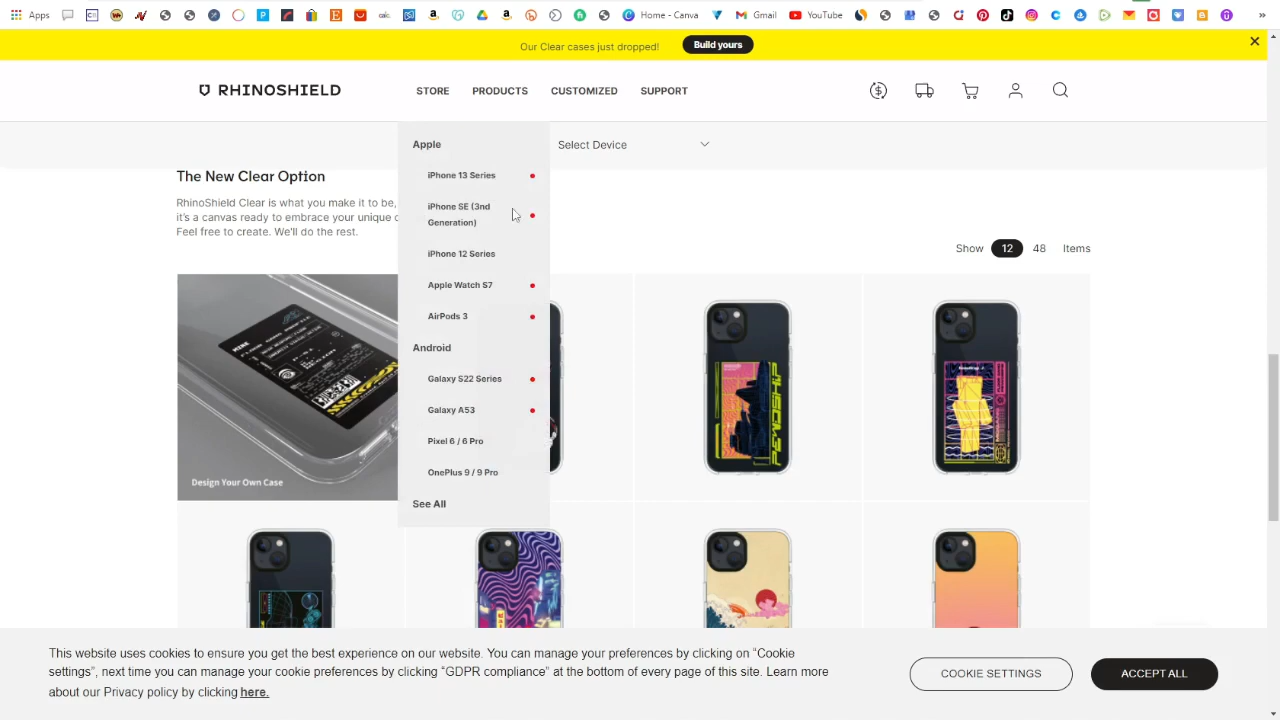 Apps
Home - Canva
Gmail
YouTube
»
Our Clear cases just dropped!
Build yours
RHINOSHIELD
STORE
PRODUCTS
CUSTOMIZED
SUPPORT
Apple
Select Device
The New Clear Option
iPhone 13 Series
RhinoShield Clear is what you make it to be,
it's a canvas ready to embrace your unique
Feel free to create. We'll do the rest.
iPhone SE (3nd
Generation)
iPhone 12 Series
Show 12 48 Items
Apple Watch S7
AirPods 3
Android
Galaxy S22 Series
Galaxy A53
Pixel 6 / 6 Pro
OnePlus 9 / 9 Pro
See All
Design Your Own Case
This website uses cookies to ensure you get the best experience on our website. You can manage your preferences by clicking on "Cookie
settings", next time you can manage your cookie preferences by clicking "GDPR compliance" at the bottom of every page of this site. Learn more
about our Privacy policy by clicking here.
COOKIE SETTINGS
ACCEPT ALL